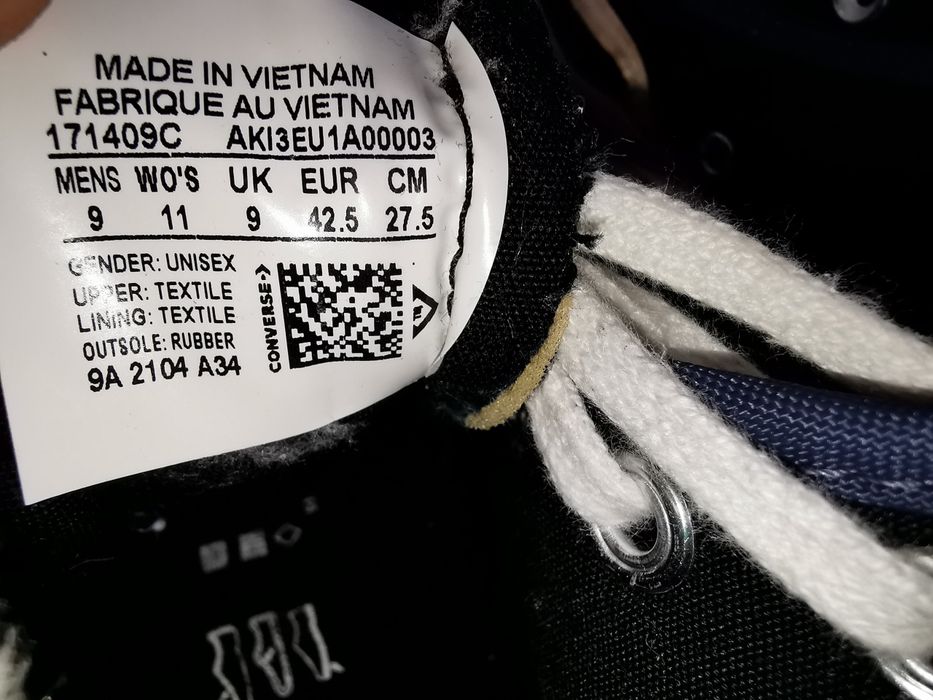 MADE IN VIETNAM
FABRIQUE AU VIETNAM
171409C AKI3EU1A00003
MENS WO'S UK EUR CM
9 11 9 42.5 27.5
GENDER: UNISEX
UPPER: TEXTILE
LINING: TEXTILE
OUTSOLE: RUBBER
9A 2104 A34
CONVERSE->